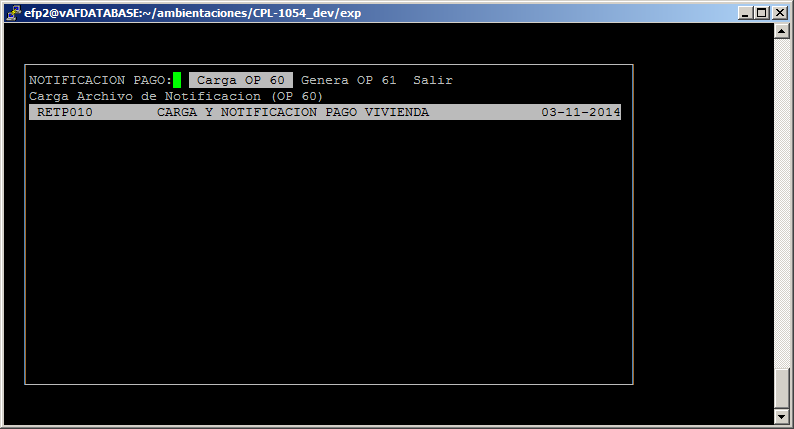 efp2@vAFDATABASE:~/ambientaciones/CPL-1054_dev/exp
NOTIFICACION PAGO: Carga OP 60 Genera OP 61 Salir
Carga Archivo de Notificacion (OP 60)
RETP010 CARGA Y NOTIFICACION PAGO VIVIENDA 03-11-2014